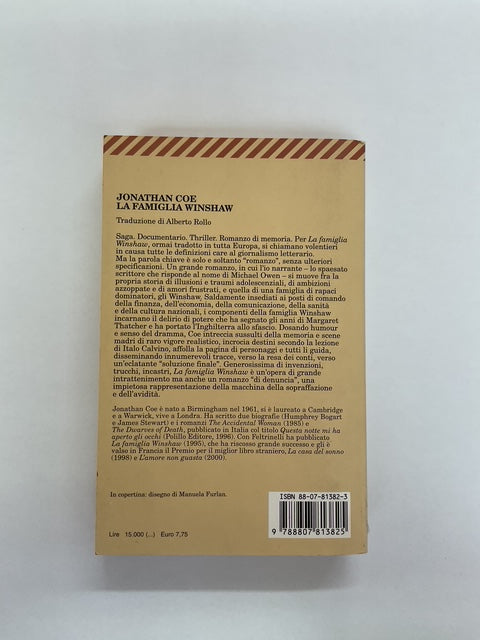 JONATHAN COE
LA FAMIGLIA WINSHAW
Traduzione di Alberto Rollo
Saga. Documentario. Thriller. Romanzo di memoria. Per La famiglia
Winshaw, ormai tradotto in tutta Europa, si chiamano volentieri
in causa tutte le definizioni care al giornalismo letterario.
Ma la parola chiave è solo e soltanto "romanzo", senza ulteriori
specificazioni. Un grande romanzo, in cui l'io narrante – lo spaesato
scrittore che risponde al nome di Michael Owen – si muove fra la
propria storia di illusioni e traumi adolescenziali, di ambizioni
azzoppate e di amori frustrati, e quella di una famiglia di rapaci
dominatori, gli Winshaw. Saldamente insediati ai posti di comando
della finanza, dell'economia, della comunicazione, della sanità
e della cultura nazionali, i componenti della famiglia Winshaw
incarnano il delirio di potere che ha segnato gli anni di Margaret
Thatcher e ha portato l'Inghilterra allo sfascio. Dosando humour
e senso del dramma, Coe intreccia sussulti della memoria e scene
madri di raro vigore realistico, incrocia destini secondo la lezione
di Italo Calvino, affolla la pagina di personaggi e tutti li guida,
disseminando innumerevoli tracce, verso la resa dei conti, verso
un'eclatante "soluzione finale". Generosissima di invenzioni,
trucchi, incastri, La famiglia Winshaw è un'opera di grande
intrattenimento ma anche un romanzo "di denuncia", una
impietosa rappresentazione della macchina della sopraffazione
e dell'avidità.
Jonathan Coe è nato a Birmingham nel 1961, si è laureato a Cambridge
e a Warwick, vive a Londra. Ha scritto due biografie (Humphrey Bogart
e James Stewart) e i romanzi The Accidental Woman (1985) e
The Dwarves of Death, pubblicato in Italia col titolo Questa notte mi ha
aperto gli occhi (Polillo Editore, 1996). Con Feltrinelli ha pubblicato
La famiglia Winshaw (1995), che ha riscosso grande successo e gli è
valso in Francia il Premio per il miglior libro straniero, La casa del sonno
(1998) e L'amore non guasta (2000).
In copertina: disegno di Manuela Furlan.
ISBN 88-07-81382-3
9 788807 813825
Lire 15.000 (...) Euro 7,75